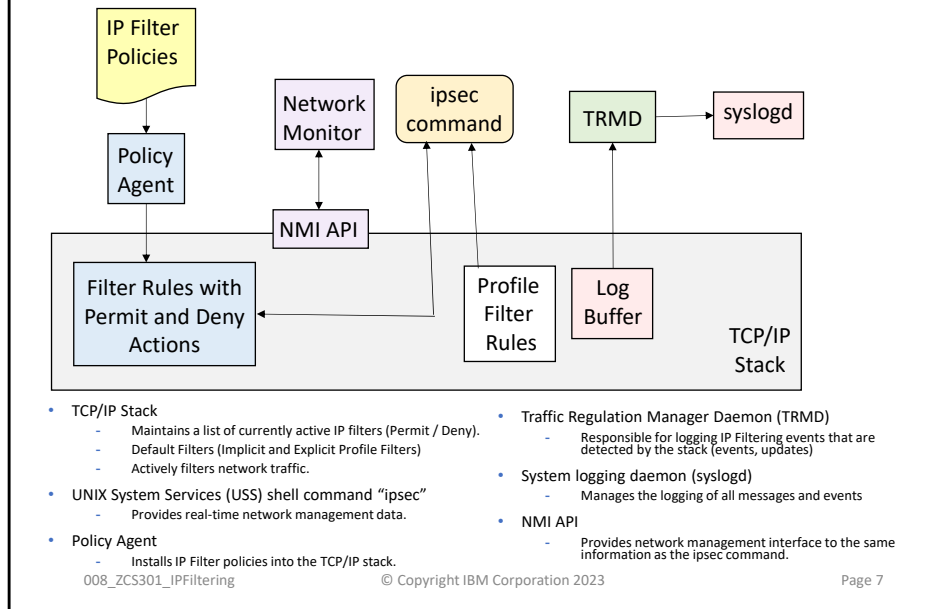 IP Filter
Policies
Policy
Agent
Network
Monitor
ipsec
command
TRMD
syslogd
NMI API
Filter Rules with
Permit and Deny
Actions
Profile
Filter
Rules
Log
Buffer
TCP/IP
Stack
• TCP/IP Stack
- Maintains a list of currently active IP filters (Permit / Deny).
- Default Filters (Implicit and Explicit Profile Filters)
- Actively filters network traffic.
• UNIX System Services (USS) shell command “ipsec”
- Provides real-time network management data.
• Policy Agent
- Installs IP Filter policies into the TCP/IP stack.
• Traffic Regulation Manager Daemon (TRMD)
- Responsible for logging IP Filtering events that are
detected by the stack (events, updates)
• System logging daemon (syslogd)
- Manages the logging of all messages and events
• NMI API
- Provides network management interface to the same
information as the ipsec command.
008_ZCS301_IPFiltering
© Copyright IBM Corporation 2023
Page 7